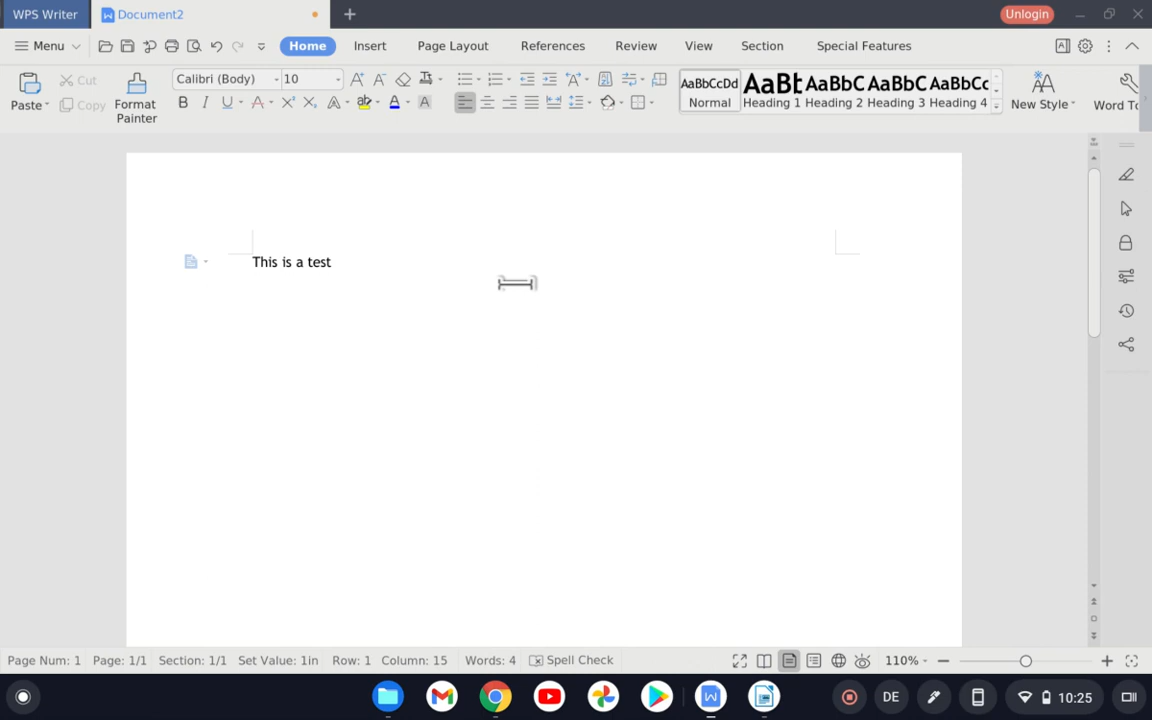 WPS Writer Document2 Unlogin
Menu Home Insert Page Layout References Review View Section Special Features
Paste Cut Copy Format Painter Calibri (Body) 10 AaBbCcDd Normal AaBb Heading 1 AaBbC Heading 2 AaBbC Heading 3 AaBbCc Heading 4 New Style Word To
This is a test
Page Num: 1 Page: 1/1 Section: 1/1 Set Value: 1in Row: 1 Column: 15 Words: 4 Spell Check 110%
DE 10:25